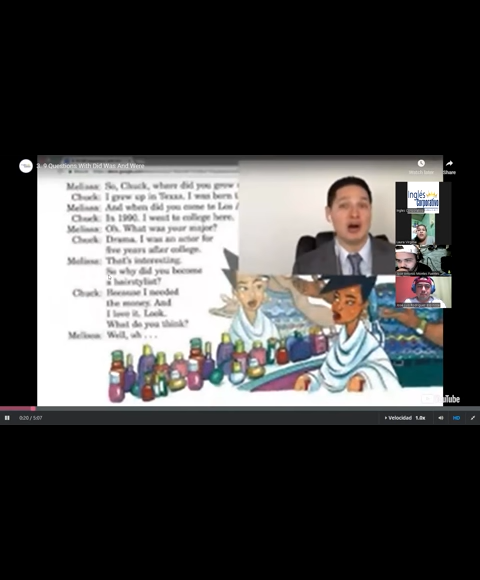 3. 9 Questions With Did Was And Were
Watch later
Share
Melissa: So, Chuck, where did you grow
Chuck: I grew up in Texas. I was born t
Melissa: And when did you come to Los A
Chuck: In 1990. I went to college here.
Melissa: Oh. What was your major?
Chuck: Drama. I was an actor for
five years after college.
Melissa: That's interesting.
So why did you become
a hairstylist?
Chuck: Because I needed
the money. And
I love it. Look.
What do you think?
Melissa: Well, uh . . .
Inglés
Corporativo
YouTube
0:20 / 5:07
Velocidad 1.0x
HD